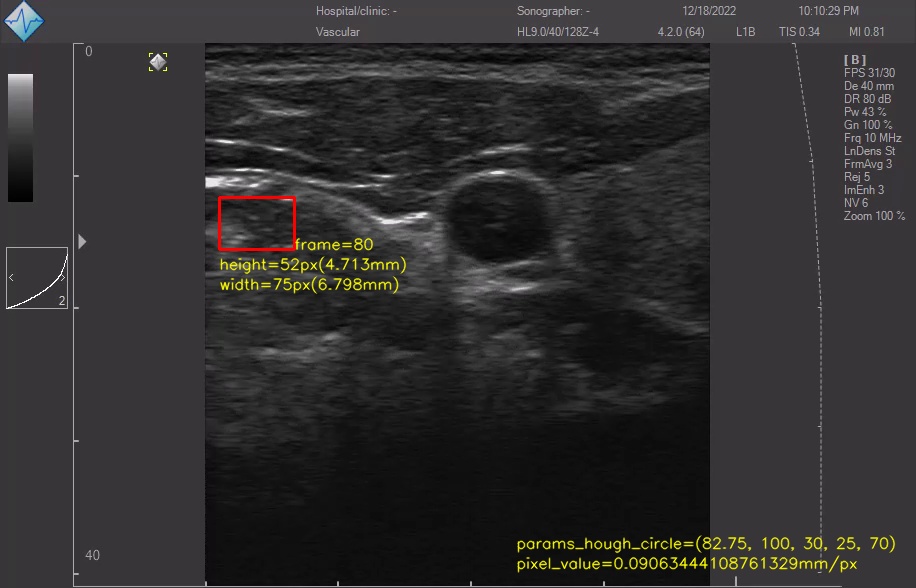 Hospital/clinic: - Sonographer: - 12/18/2022 10:10:29 PM
Vascular HL9.0/40/128Z-4 4.2.0 (64) L1B TIS 0.34 MI 0.81
0
[ B ]
FPS 31/30
De 40 mm
DR 80 dB
Pw 43 %
Gn 100 %
Frq 10 MHz
LnDens St
FrmAvg 3
Rej 5
ImEnh 3
NV 6
Zoom 100 %
frame=80
height=52px(4.713mm)
width=75px(6.798mm)
2
40
params_hough_circle=(82.75, 100, 30, 25, 70)
pixel_value=0.09063444108761329mm/px